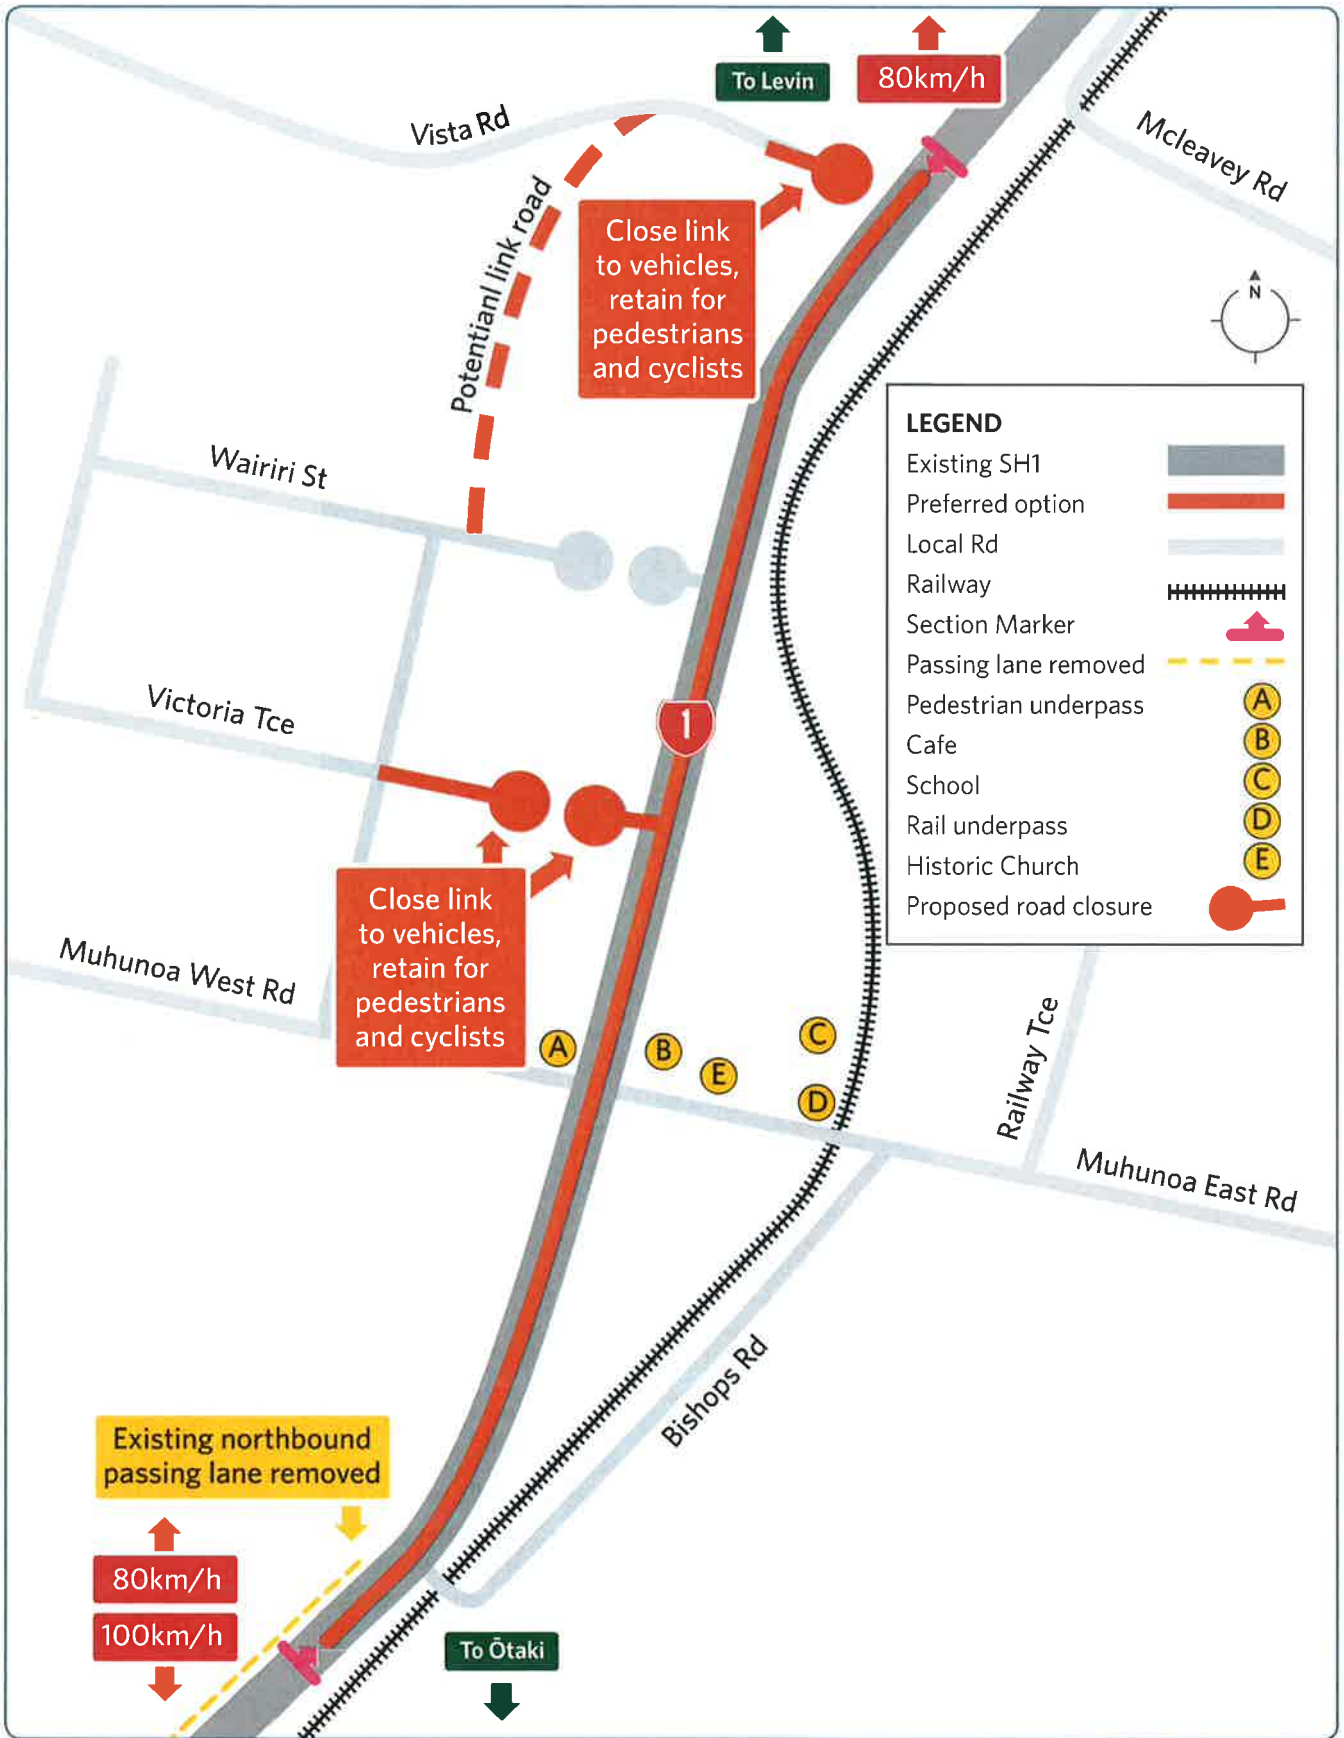 To Levin
80km/h
Vista Rd
Mcleavey Rd
Potentianl link road
Close link
to vehicles,
retain for
pedestrians
and cyclists
N
LEGEND
Existing SH1
Preferred option
Local Rd
Railway
Section Marker
Passing lane removed
Pedestrian underpass A
Cafe B
School C
Rail underpass D
Historic Church E
Proposed road closure
Wairiri St
Victoria Tce
1
Close link
to vehicles,
retain for
pedestrians
and cyclists
Muhunoa West Rd
A
B
E
C
D
Railway Tce
Muhunoa East Rd
Bishops Rd
Existing northbound
passing lane removed
80km/h
100km/h
To Ōtaki